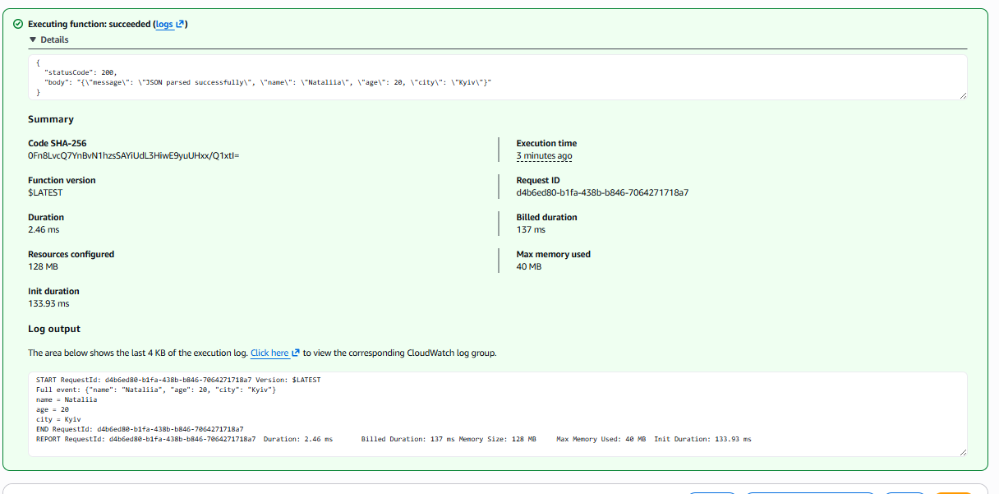 Executing function: succeeded (logs)
Details
{
  "statusCode": 200,
  "body": "{\"message\": \"JSON parsed successfully\", \"name\": \"Nataliia\", \"age\": 20, \"city\": \"Kyiv\"}"
}
Summary
Code SHA-256
0Fn8LvcQ7YnBvN1hzsSAYiUdL3HiwE9yuUHxx/Q1xtI=
Execution time
3 minutes ago
Function version
$LATEST
Request ID
d4b6ed80-b1fa-438b-b846-7064271718a7
Duration
2.46 ms
Billed duration
137 ms
Resources configured
128 MB
Max memory used
40 MB
Init duration
133.93 ms
Log output
The area below shows the last 4 KB of the execution log. Click here to view the corresponding CloudWatch log group.
START RequestId: d4b6ed80-b1fa-438b-b846-7064271718a7 Version: $LATEST
Full event: {"name": "Nataliia", "age": 20, "city": "Kyiv"}
name = Nataliia
age = 20
city = Kyiv
END RequestId: d4b6ed80-b1fa-438b-b846-7064271718a7
REPORT RequestId: d4b6ed80-b1fa-438b-b846-7064271718a7 Duration: 2.46 ms Billed Duration: 137 ms Memory Size: 128 MB Max Memory Used: 40 MB Init Duration: 133.93 ms